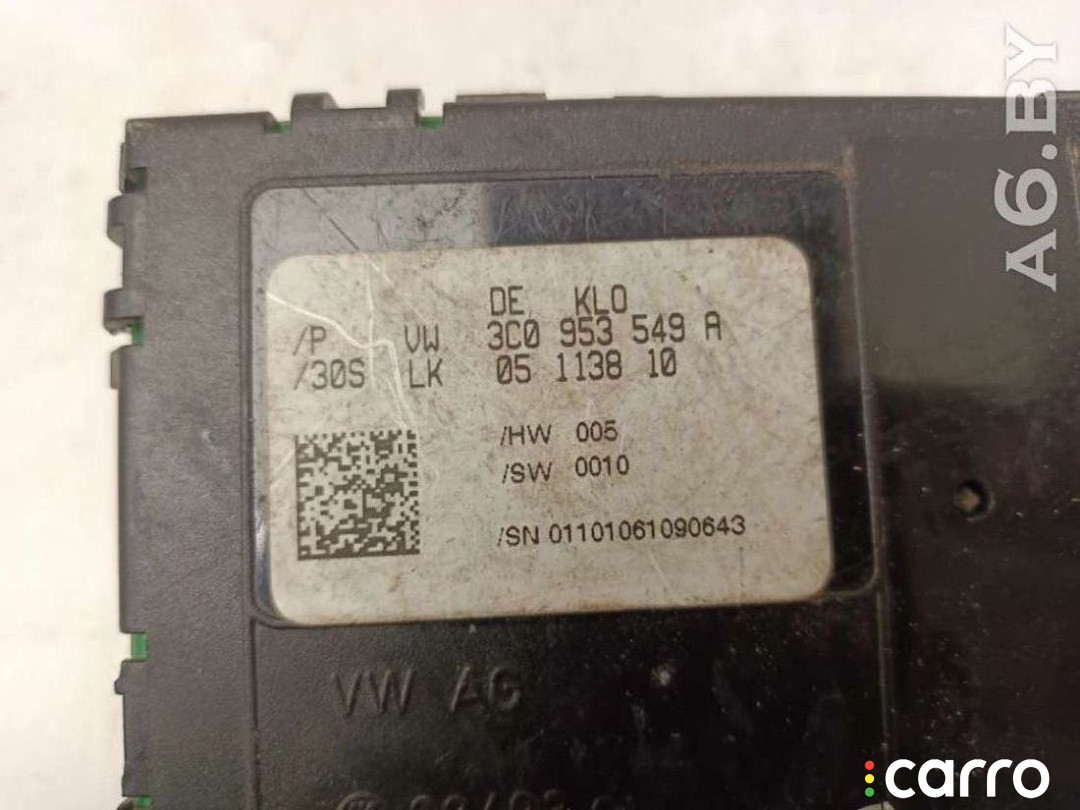 DE KLO
/P VW 3C0 953 549 A
/30S LK 05 1138 10
/HW 005
/SW 0010
/SN 01101061090643
VW AG
A6.BY
carro